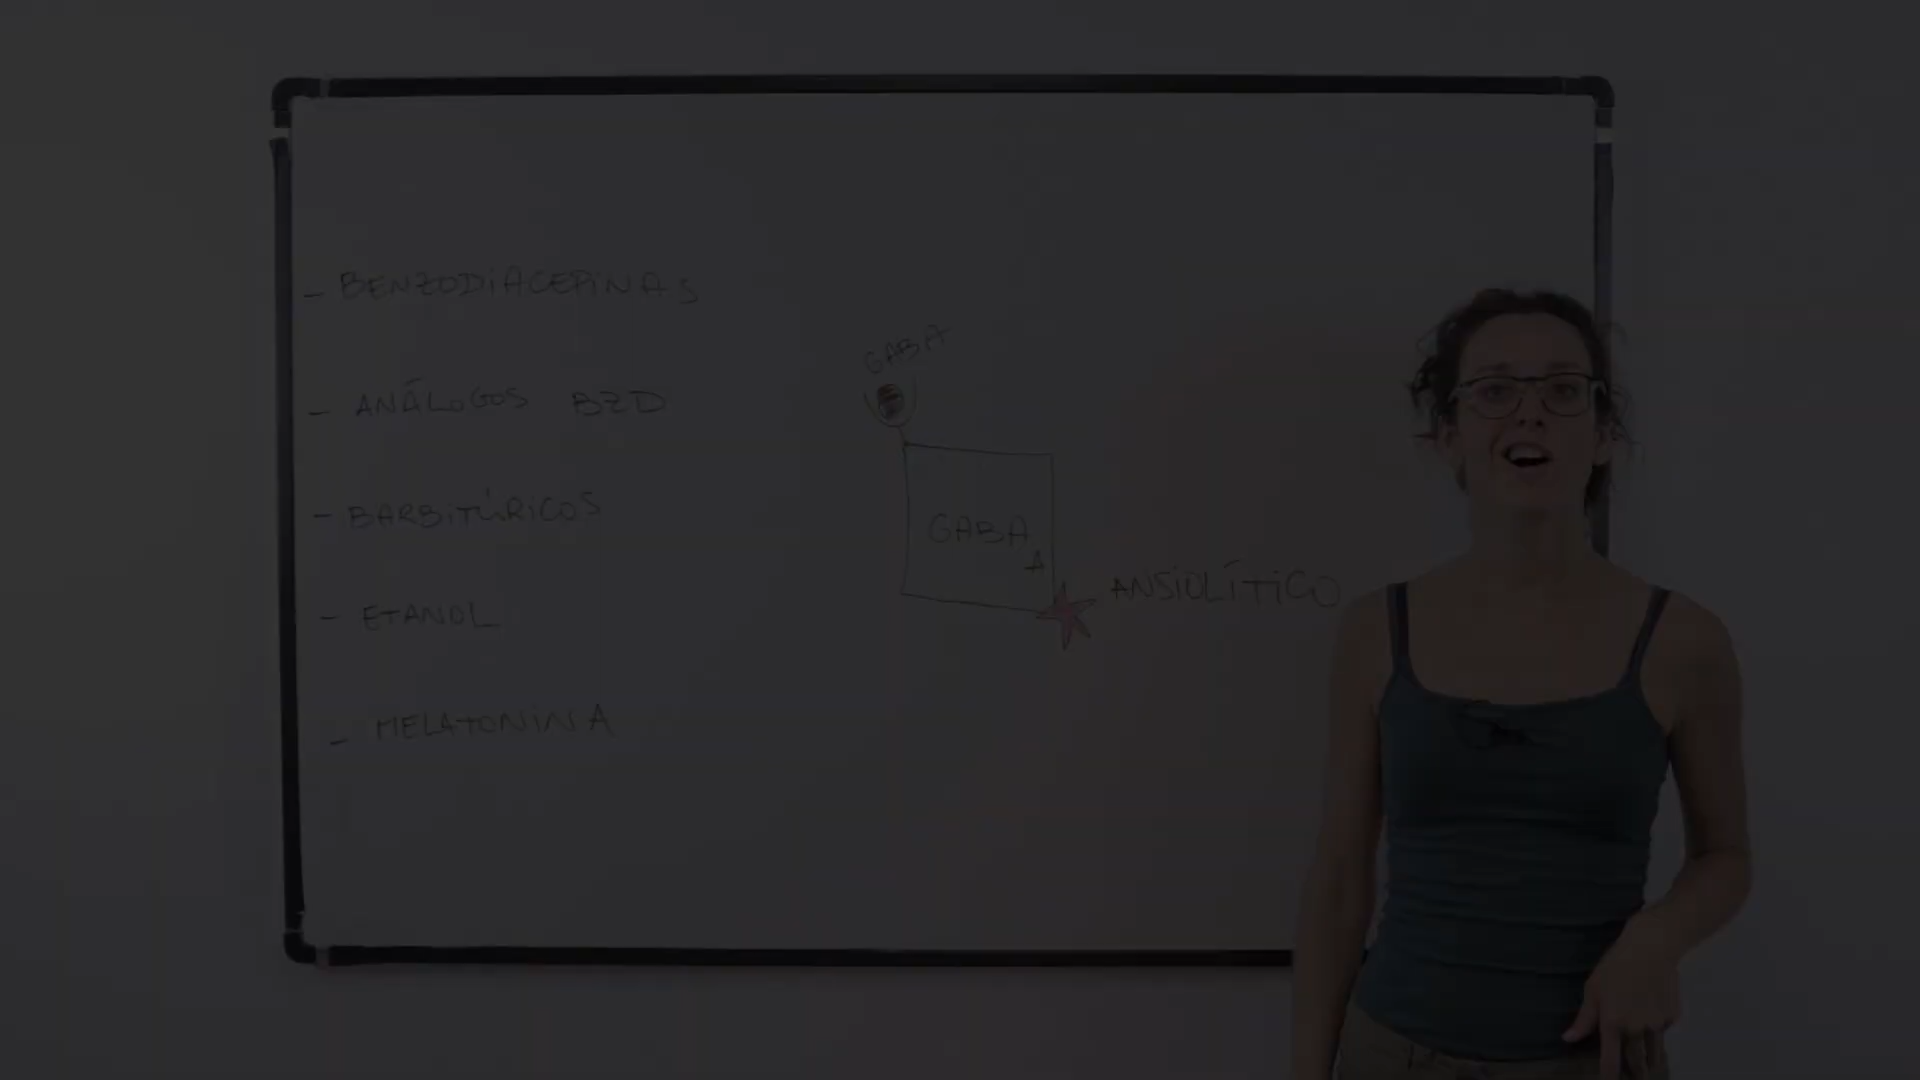 - BENZODIACEPINAS
- ANÁLOGOS BZD
- BARBITÚRICOS
- ETANOL
- MELATONINA
GABA
GABA A
ANSIOLÍTICO